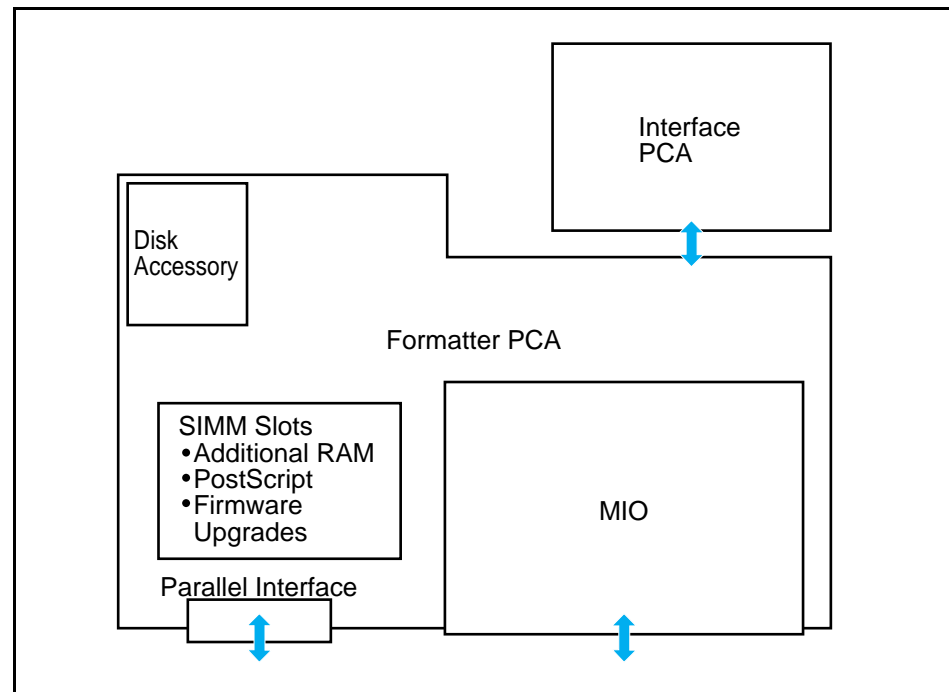 Interface
PCA
Disk
Accessory
Formatter PCA
SIMM Slots
•Additional RAM
•PostScript
•Firmware
Upgrades
MIO
Parallel Interface